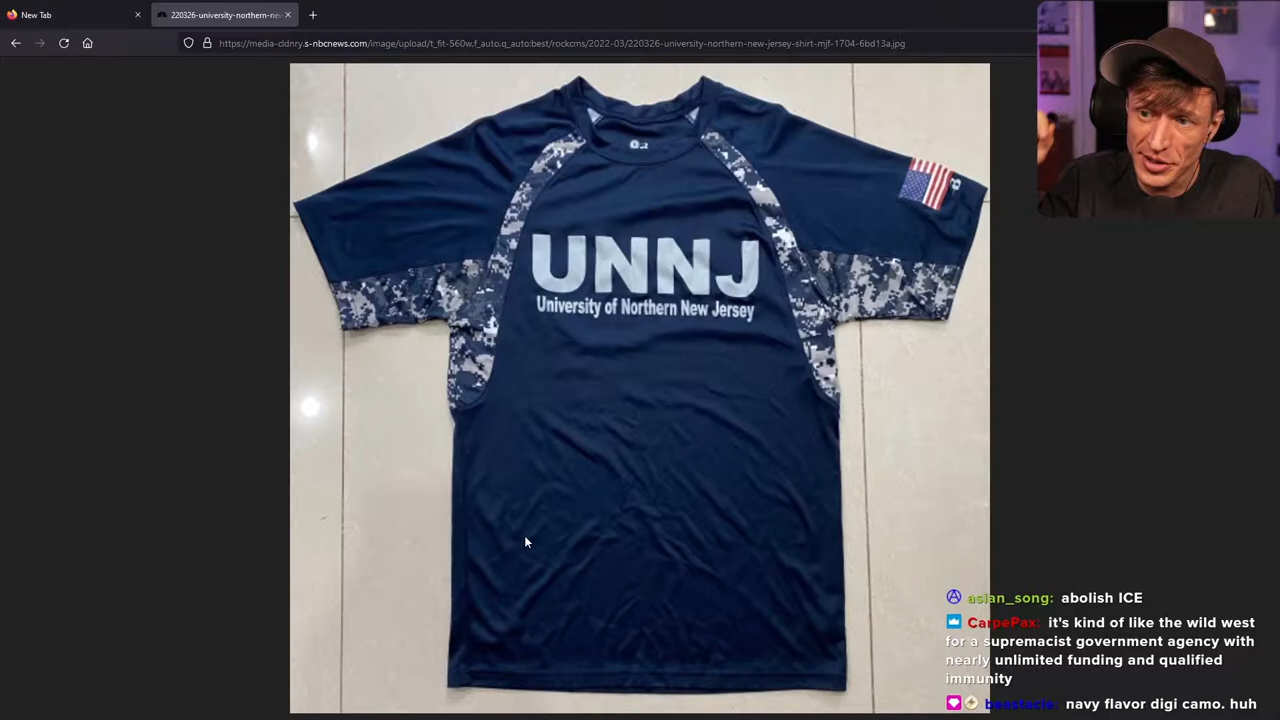 New Tab
220326-university-northern-ne
https://media-cldnry.s-nbcnews.com/image/upload/t_fit-560w,f_auto,q_auto:best/rockcms/2022-03/220326-university-northern-new-jersey-shirt-mjf-1704-6bd13a.jpg
UNNJ
University of Northern New Jersey
asian_song: abolish ICE
CarpePax: it's kind of like the wild west
for a supremacist government agency with
nearly unlimited funding and qualified
immunity
beestacle: navy flavor digi camo. huh